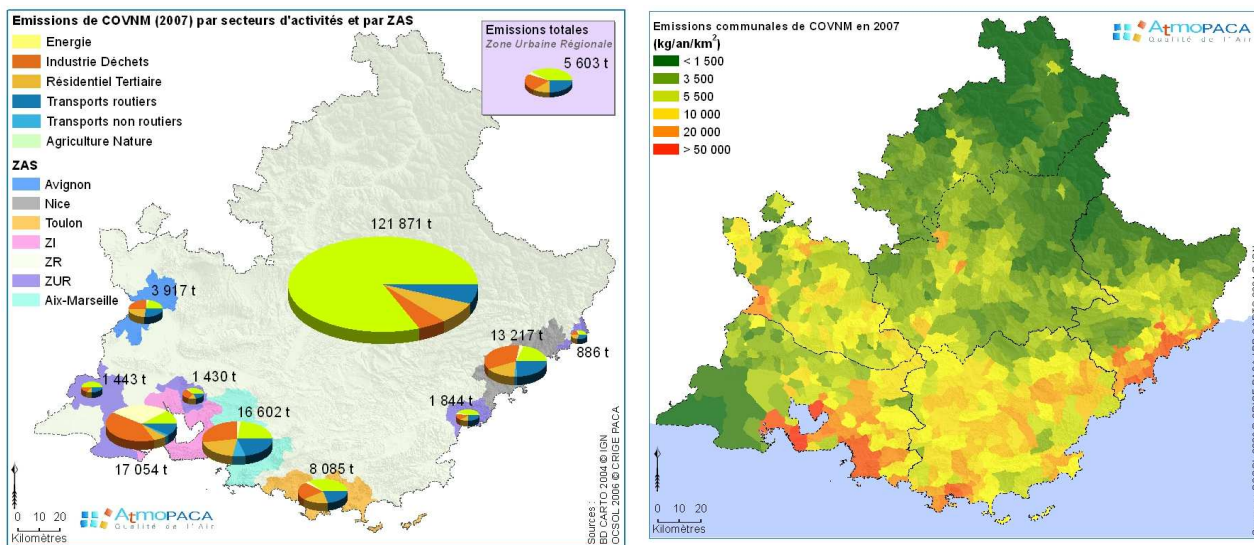 Emissions de COVNM (2007) par secteurs d'activités et par ZAS
Energie
Industrie Déchets
Résidentiel Tertiaire
Transports routiers
Transports non routiers
Agriculture Nature
ZAS
Avignon
Nice
Toulon
ZI
ZR
ZUR
Aix-Marseille
Emissions totales
Zone Urbaine Régionale
5 603 t
121 871 t
3 917 t
13 217 t
886 t
1 443 t
1 430 t
1 844 t
16 602 t
17 054 t
8 085 t
0 10 20
Kilomètres
AtmoPACA
Qualité de l'Air
Sources :
BD CARTO 2004 © IGN
OCSOL 2006 © CRIGE PACA
Emissions communales de COVNM en 2007
(kg/an/km²)
< 1 500
3 500
5 500
10 000
20 000
> 50 000
AtmoPACA
Qualité de l'Air
0 10 20
Kilomètres